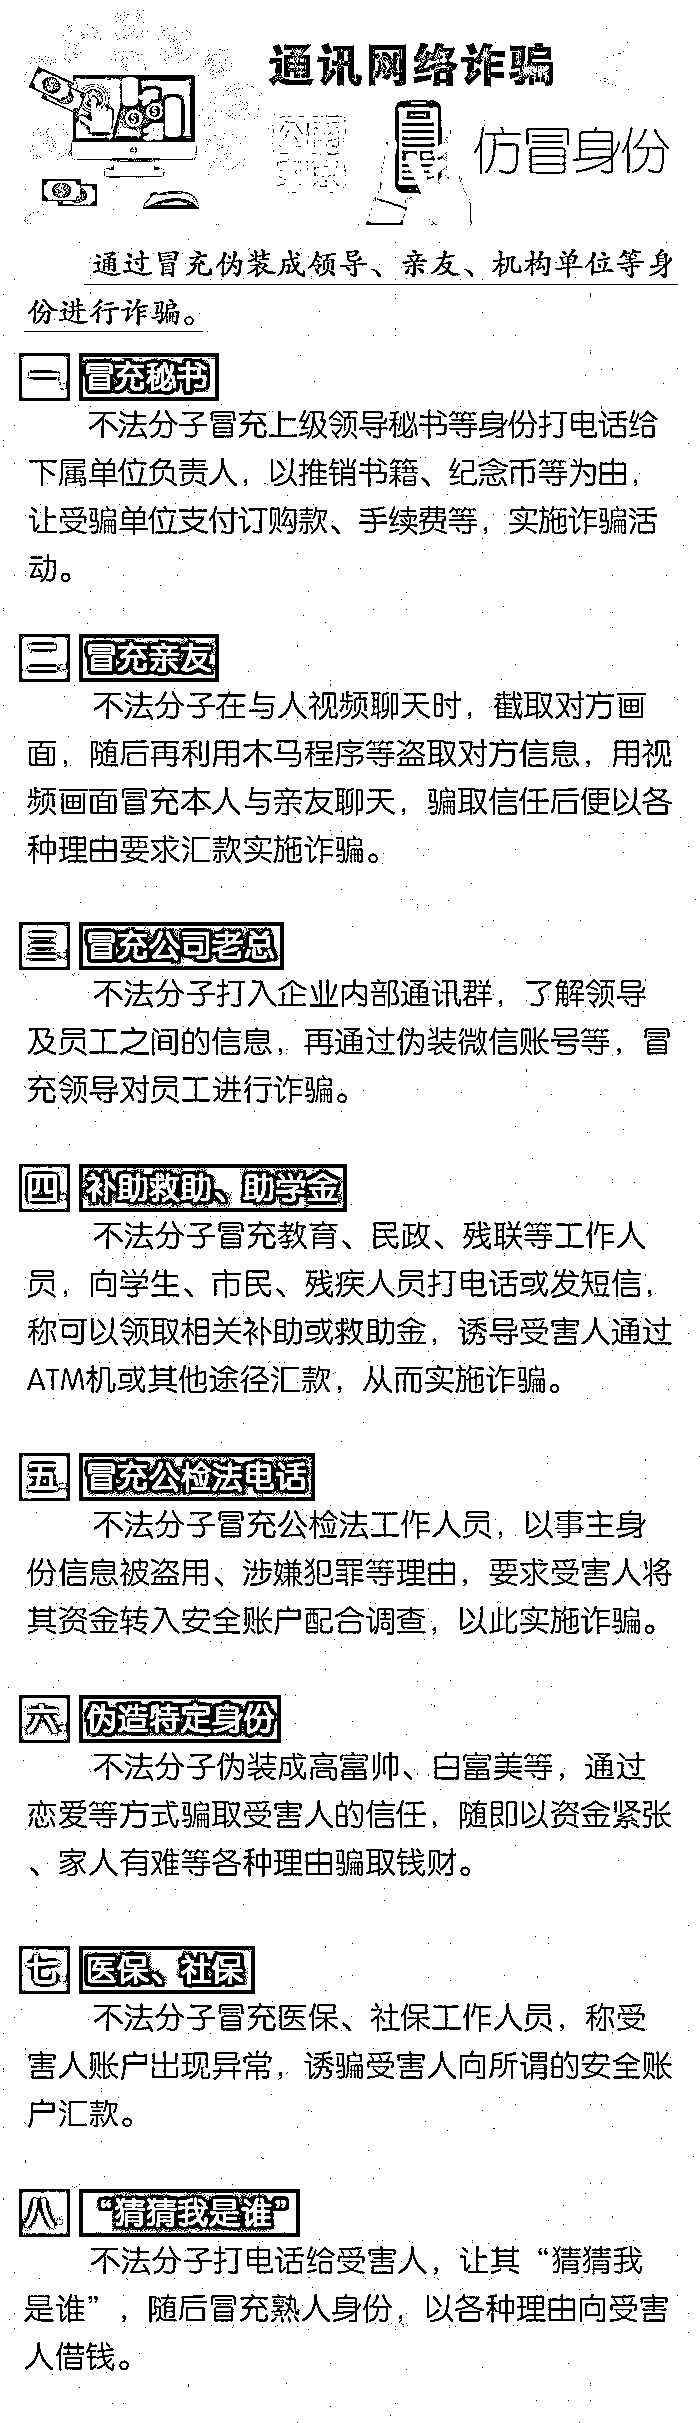 通讯网络诈骗
仿冒身份
通过冒充伪装成领导、亲友、机构单位等身
份进行诈骗。
一 冒充秘书
不法分子冒充上级领导秘书等身份打电话给
下属单位负责人，以推销书籍、纪念币等为由，
让受骗单位支付订购款、手续费等，实施诈骗活
动。
二 冒充亲友
不法分子在与人视频聊天时，截取对方画
面，随后再利用木马程序等盗取对方信息，用视
频画面冒充本人与亲友聊天，骗取信任后便以各
种理由要求汇款实施诈骗。
三 冒充公司老总
不法分子打入企业内部通讯群，了解领导
及员工之间的信息，再通过伪装微信账号等，冒
充领导对员工进行诈骗。
四 补助救助、助学金
不法分子冒充教育、民政、残联等工作人
员，向学生、市民、残疾人员打电话或发短信，
称可以领取相关补助或救助金，诱导受害人通过
ATM机或其他途径汇款，从而实施诈骗。
五 冒充公检法电话
不法分子冒充公检法工作人员，以事主身
份信息被盗用、涉嫌犯罪等理由，要求受害人将
其资金转入安全账户配合调查，以此实施诈骗。
六 伪造特定身份
不法分子伪装成高富帅、白富美等，通过
恋爱等方式骗取受害人的信任，随即以资金紧张
、家人有难等各种理由骗取钱财。
七 医保、社保
不法分子冒充医保、社保工作人员，称受
害人账户出现异常，诱骗受害人向所谓的安全账
户汇款。
八 “猜猜我是谁”
不法分子打电话给受害人，让其“猜猜我
是谁”，随后冒充熟人身份，以各种理由向受害
人借钱。